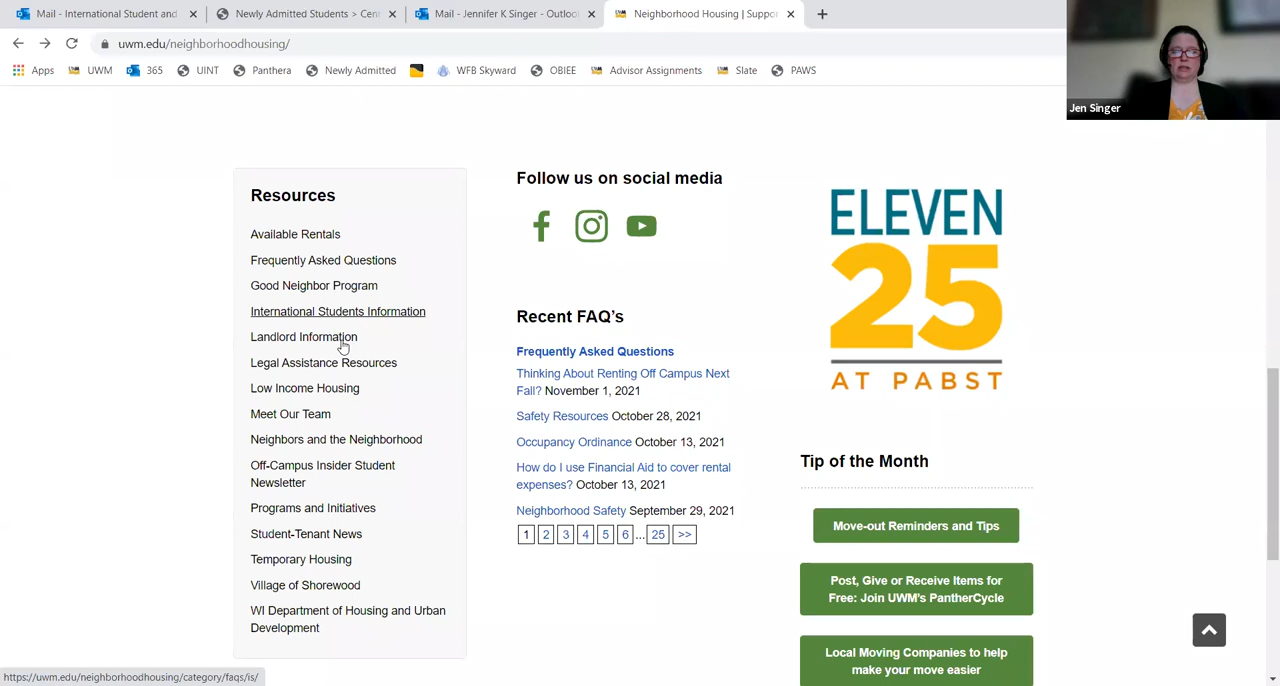 Mail - International Student and
Newly Admitted Students > Cent
Mail - Jennifer K Singer - Outloo
Neighborhood Housing | Suppor
uwm.edu/neighborhoodhousing/
Apps
UWM
365
UINT
Panthera
Newly Admitted
WFB Skyward
OBIEE
Advisor Assignments
Slate
PAWS
Jen Singer
Resources
Available Rentals
Frequently Asked Questions
Good Neighbor Program
International Students Information
Landlord Information
Legal Assistance Resources
Low Income Housing
Meet Our Team
Neighbors and the Neighborhood
Off-Campus Insider Student
Newsletter
Programs and Initiatives
Student-Tenant News
Temporary Housing
Village of Shorewood
WI Department of Housing and Urban
Development
Follow us on social media
Recent FAQ's
Frequently Asked Questions
Thinking About Renting Off Campus Next
Fall? November 1, 2021
Safety Resources October 28, 2021
Occupancy Ordinance October 13, 2021
How do I use Financial Aid to cover rental
expenses? October 13, 2021
Neighborhood Safety September 29, 2021
1 2 3 4 5 6 ... 25 >>
ELEVEN
25
AT PABST
Tip of the Month
Move-out Reminders and Tips
Post, Give or Receive Items for
Free: Join UWM's PantherCycle
Local Moving Companies to help
make your move easier
https://uwm.edu/neighborhoodhousing/category/faqs/is/